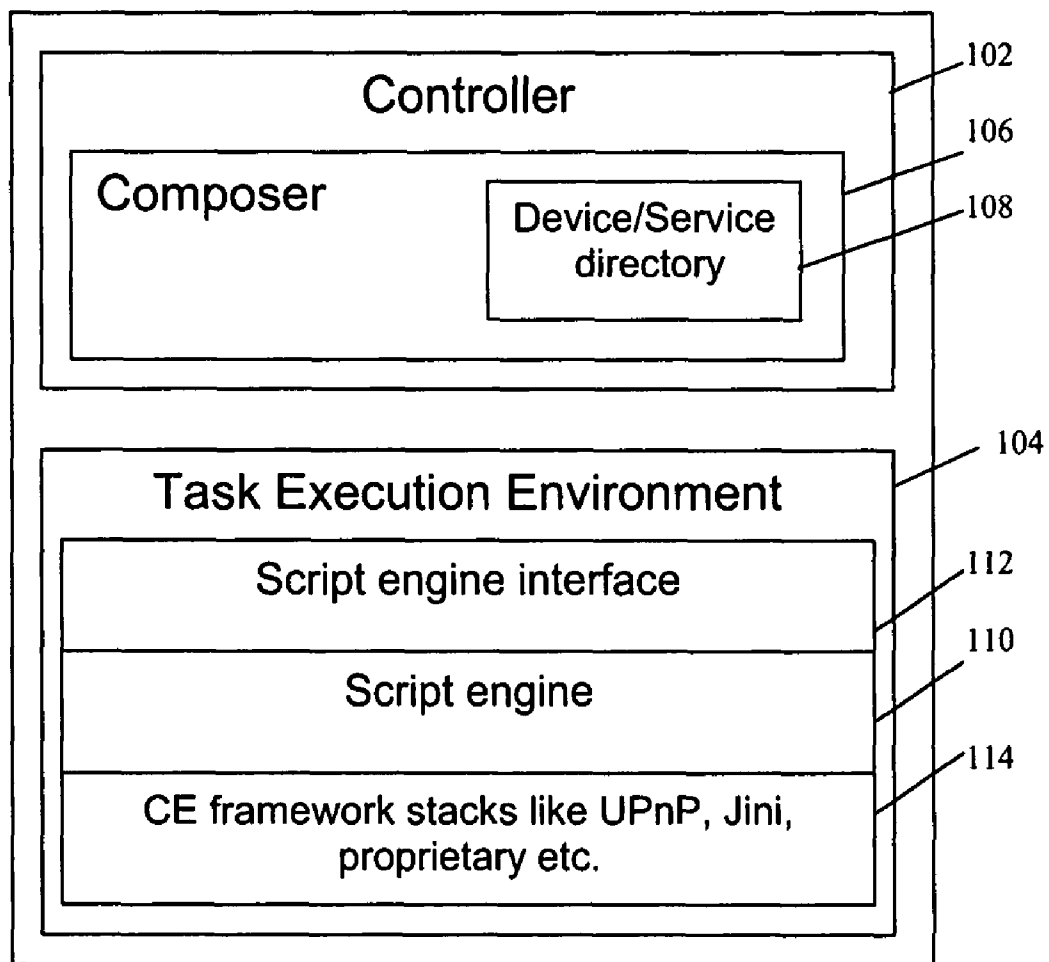 Controller
102
Composer
106
Device/Service
directory
108
Task Execution Environment
104
Script engine interface
112
Script engine
110
CE framework stacks like UPnP, Jini,
proprietary etc.
114